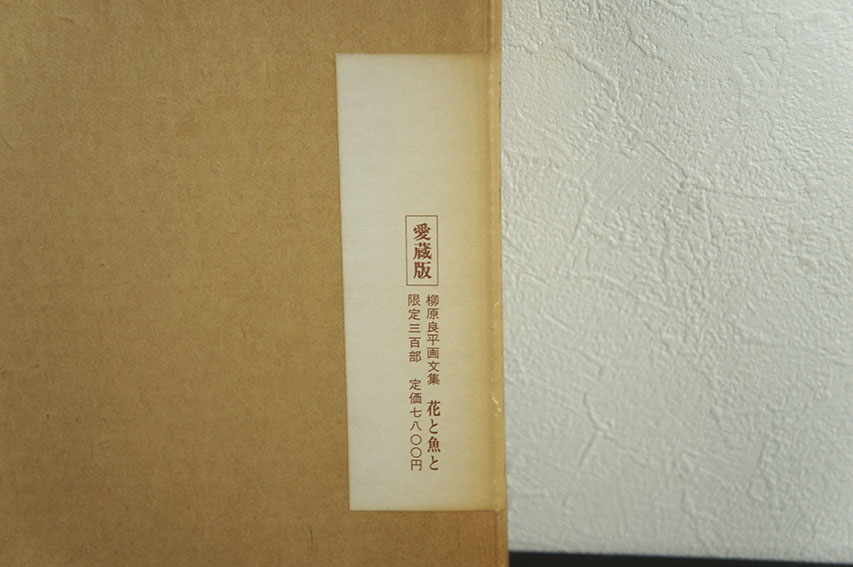 愛蔵版
柳原良平画文集 花と魚と
限定三百部 定価七八〇〇円